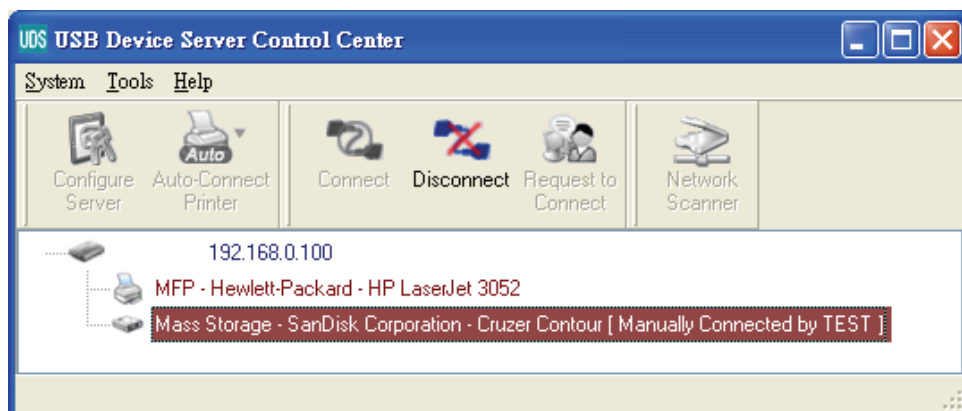 UDS USB Device Server Control Center
System Tools Help
Auto
Configure Server
Auto-Connect Printer
Connect
Disconnect
Request to Connect
Network Scanner
192.168.0.100
MFP - Hewlett-Packard - HP LaserJet 3052
Mass Storage - SanDisk Corporation - Cruzer Contour [ Manually Connected by TEST ]